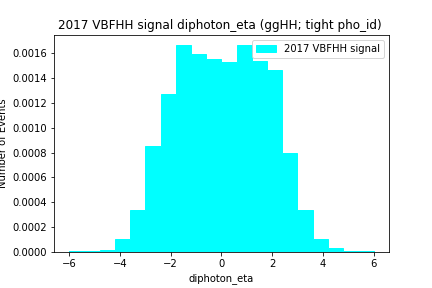 2017 VBFHH signal diphoton_eta (ggHH; tight pho_id)
2017 VBFHH signal
0.0016
0.0014
0.0012
0.0010
0.0008
0.0006
0.0004
0.0002
0.0000
Number of Events
−6 −4 −2 0 2 4 6
diphoton_eta